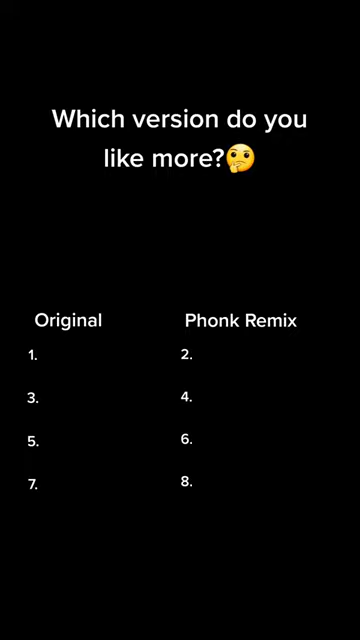 Which version do you
like more?🤔
Original Phonk Remix
1. 2.
3. 4.
5. 6.
7. 8.